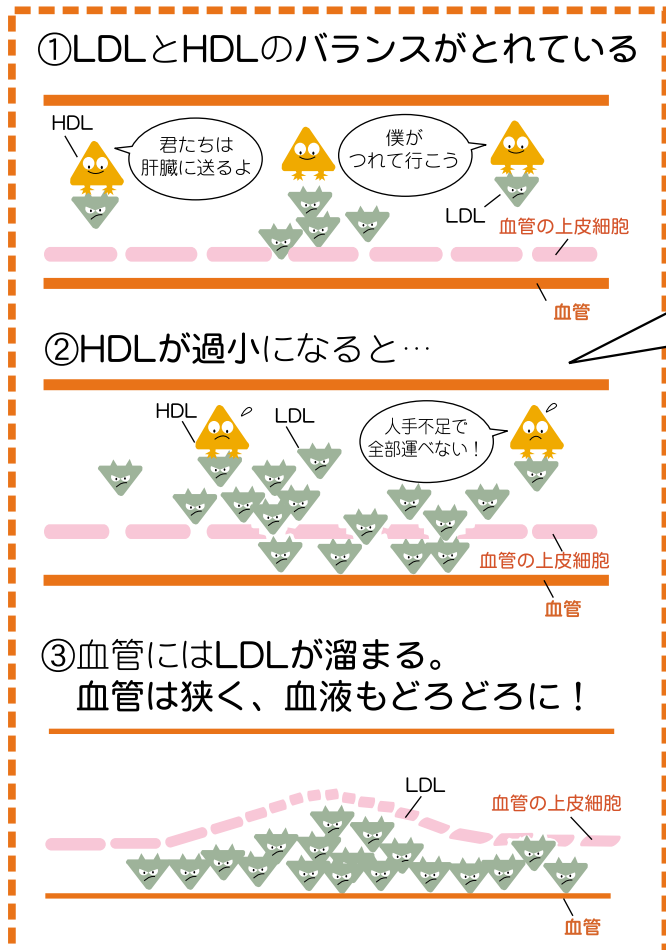 ①LDLとHDLのバランスがとれている
HDL
君たちは
肝臓に送るよ
僕が
つれて行こう
LDL
血管の上皮細胞
血管
②HDLが過小になると…
HDL
LDL
人手不足で
全部運べない！
血管の上皮細胞
血管
③血管にはLDLが溜まる。
血管は狭く、血液もどろどろに！
LDL
血管の上皮細胞
血管